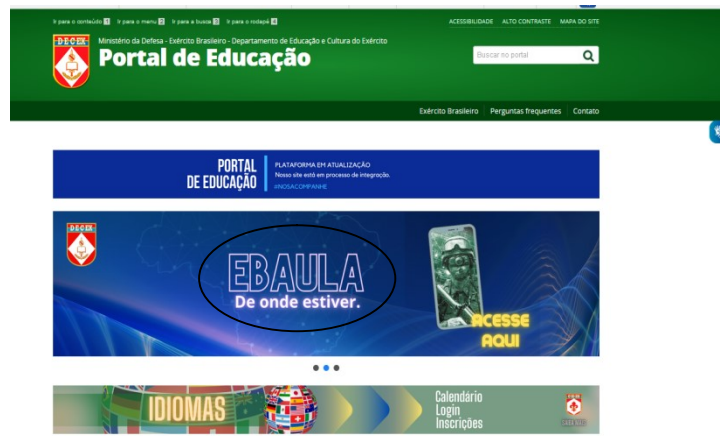 Ir para o conteúdo 1 Ir para o menu 2 Ir para a busca 3 Ir para o rodapé 4
ACESSIBILIDADE ALTO CONTRASTE MAPA DO SITE
DECEX
Ministério da Defesa - Exército Brasileiro - Departamento de Educação e Cultura do Exército
Portal de Educação
Buscar no portal
Exército Brasileiro Perguntas frequentes Contato
PORTAL
DE EDUCAÇÃO
PLATAFORMA EM ATUALIZAÇÃO
Nosso site está em processo de integração.
#NOSACOMPANHE
DECEX
EBAULA
De onde estiver.
ACESSE
AQUI
IDIOMAS
Calendário
Login
Inscrições